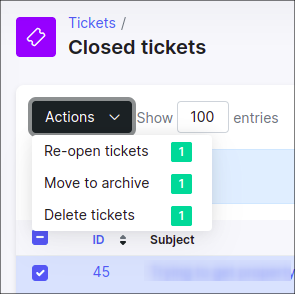 Tickets /
Closed tickets
Actions Show 100 entries
Re-open tickets 1
Move to archive 1
Delete tickets 1
ID Subject
45